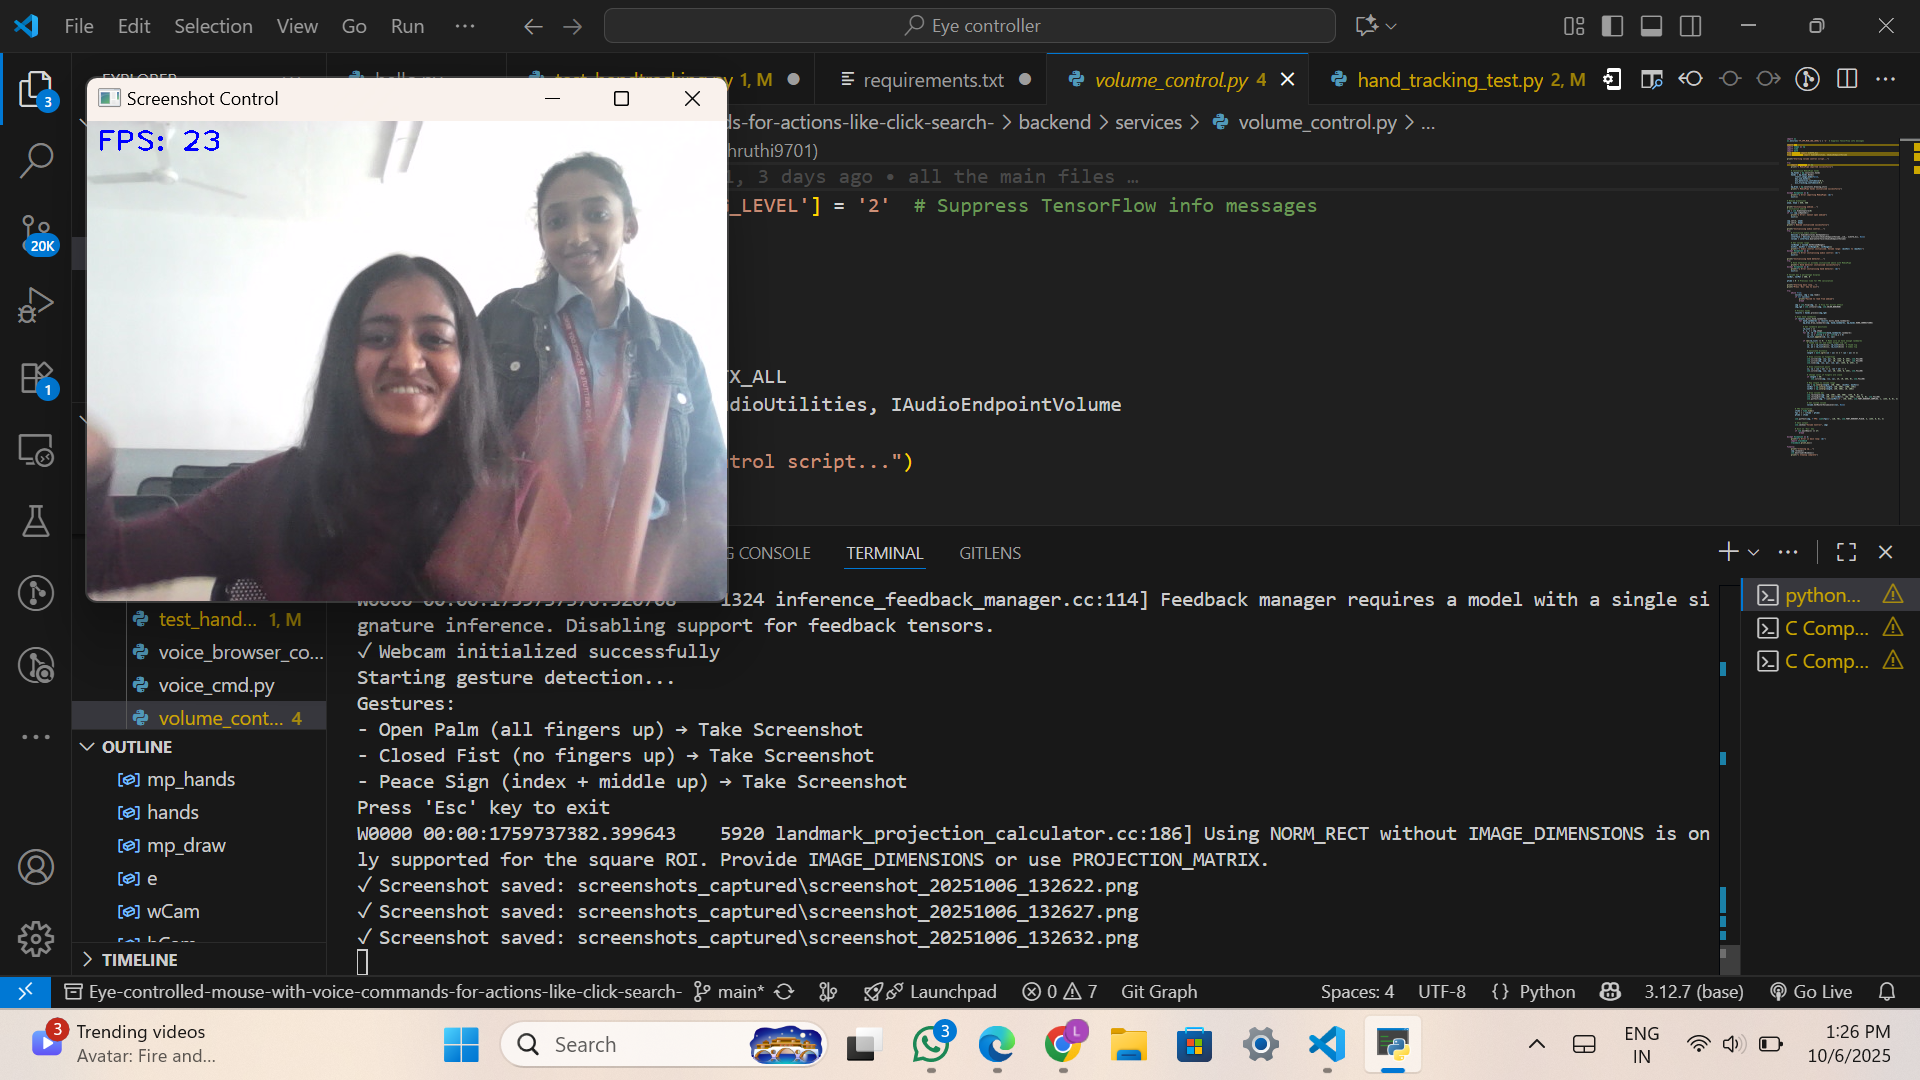 File Edit Selection View Go Run ...
Eye controller
EXPLORER
3
hello.py
test_handtracking.py 1, M
requirements.txt
volume_control.py 4
hand_tracking_test.py 2, M
ds-for-actions-like-click-search- > backend > services > volume_control.py > ...
hruthi9701)
1, 3 days ago • all the main files …
_LEVEL'] = '2'  # Suppress TensorFlow info messages
X_ALL
dioUtilities, IAudioEndpointVolume
trol script...")
Screenshot Control
FPS: 23
20K
1
G CONSOLE
TERMINAL
GITLENS
W0000 00:00:1759737376.520768    1324 inference_feedback_manager.cc:114] Feedback manager requires a model with a single si
gnature inference. Disabling support for feedback tensors.
✓ Webcam initialized successfully
Starting gesture detection...
Gestures:
- Open Palm (all fingers up) → Take Screenshot
- Closed Fist (no fingers up) → Take Screenshot
- Peace Sign (index + middle up) → Take Screenshot
Press 'Esc' key to exit
W0000 00:00:1759737382.399643    5920 landmark_projection_calculator.cc:186] Using NORM_RECT without IMAGE_DIMENSIONS is on
ly supported for the square ROI. Provide IMAGE_DIMENSIONS or use PROJECTION_MATRIX.
✓ Screenshot saved: screenshots_captured\screenshot_20251006_132622.png
✓ Screenshot saved: screenshots_captured\screenshot_20251006_132627.png
✓ Screenshot saved: screenshots_captured\screenshot_20251006_132632.png
python...
C Comp...
C Comp...
test_hand... 1, M
voice_browser_co...
voice_cmd.py
volume_cont... 4
OUTLINE
mp_hands
hands
mp_draw
e
wCam
TIMELINE
Eye-controlled-mouse-with-voice-commands-for-actions-like-click-search- main* Launchpad 0 7 Git Graph
Spaces: 4 UTF-8 {} Python 3.12.7 (base) Go Live
3
Trending videos
Avatar: Fire and...
Search
3
L
ENG
IN
1:26 PM
10/6/2025